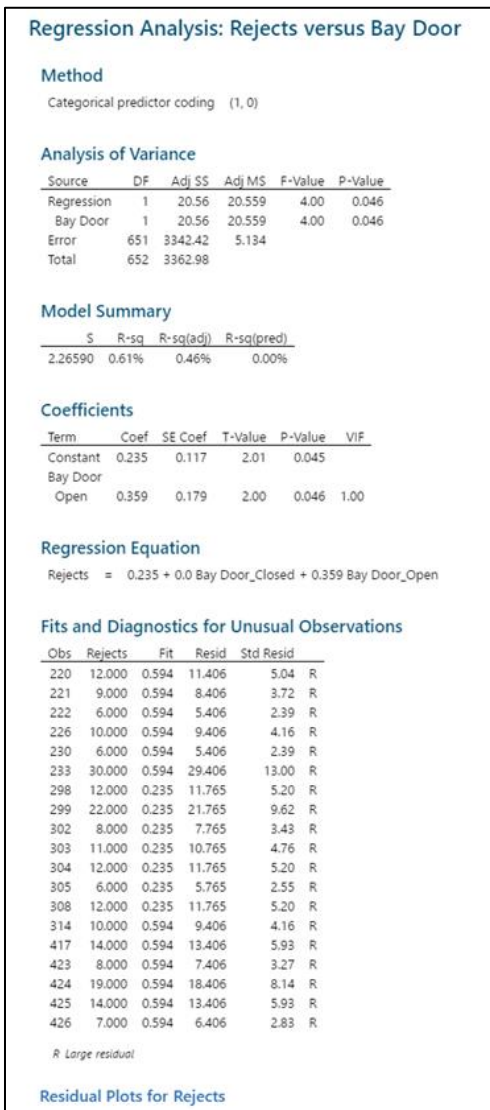 Regression Analysis: Rejects versus Bay Door
Method
Categorical predictor coding (1, 0)
Analysis of Variance
Source DF Adj SS Adj MS F-Value P-Value
Regression 1 20.56 20.559 4.00 0.046
Bay Door 1 20.56 20.559 4.00 0.046
Error 651 3342.42 5.134
Total 652 3362.98
Model Summary
S R-sq R-sq(adj) R-sq(pred)
2.26590 0.61% 0.46% 0.00%
Coefficients
Term Coef SE Coef T-Value P-Value VIF
Constant 0.235 0.117 2.01 0.045
Bay Door
Open 0.359 0.179 2.00 0.046 1.00
Regression Equation
Rejects = 0.235 + 0.0 Bay Door_Closed + 0.359 Bay Door_Open
Fits and Diagnostics for Unusual Observations
Obs Rejects Fit Resid Std Resid
220 12.000 0.594 11.406 5.04 R
221 9.000 0.594 8.406 3.72 R
222 6.000 0.594 5.406 2.39 R
226 10.000 0.594 9.406 4.16 R
230 6.000 0.594 5.406 2.39 R
233 30.000 0.594 29.406 13.00 R
298 12.000 0.235 11.765 5.20 R
299 22.000 0.235 21.765 9.62 R
302 8.000 0.235 7.765 3.43 R
303 11.000 0.235 10.765 4.76 R
304 12.000 0.235 11.765 5.20 R
305 6.000 0.235 5.765 2.55 R
308 12.000 0.235 11.765 5.20 R
314 10.000 0.594 9.406 4.16 R
417 14.000 0.594 13.406 5.93 R
423 8.000 0.594 7.406 3.27 R
424 19.000 0.594 18.406 8.14 R
425 14.000 0.594 13.406 5.93 R
426 7.000 0.594 6.406 2.83 R
R Large residual
Residual Plots for Rejects